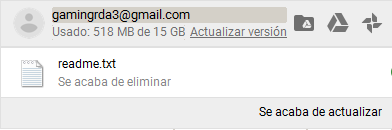 gamingrda3@gmail.com
Usado: 518 MB de 15 GB Actualizar versión
readme.txt
Se acaba de eliminar
Se acaba de actualizar